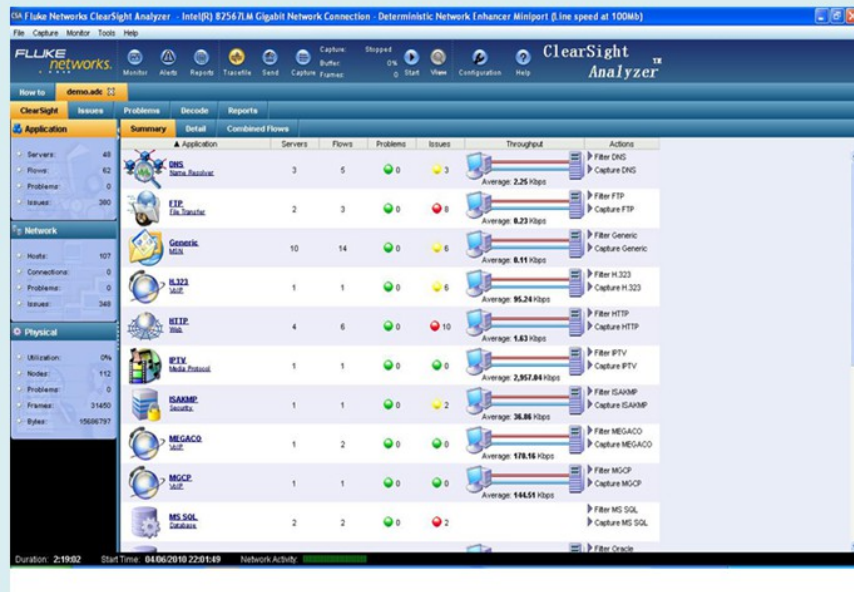 CSA Fluke Networks ClearSight Analyzer - Intel(R) 82567LM Gigabit Network Connection - Deterministic Network Enhancer Miniport (Line speed at 100Mb)
File Capture Monitor Tools Help
FLUKE networks.
Monitor Alerts Reports Tracefile Send Capture
Capture: Stopped
Buffer: 0%
Frames: 0
Start View Configuration Help
ClearSight Analyzer ™
How to demo.adc
ClearSight Issues Problems Decode Reports
Application
Servers: 48
Flows: 62
Problems: 0
Issues: 380
Network
Hosts: 107
Connections: 0
Problems: 0
Issues: 348
Physical
Utilization: 0%
Nodes: 112
Problems: 0
Frames: 31450
Bytes: 15686797
Summary Detail Combined Flows
▲ Application Servers Flows Problems Issues Throughput Actions
DNS Name Resolver 3 5 0 3 Average: 2.25 Kbps Filter DNS Capture DNS
FTP File Transfer 2 3 0 8 Average: 0.23 Kbps Filter FTP Capture FTP
Generic MSN 10 14 0 6 Average: 0.11 Kbps Filter Generic Capture Generic
H.323 VoIP 1 1 0 6 Average: 95.24 Kbps Filter H.323 Capture H.323
HTTP Web 4 6 0 10 Average: 1.63 Kbps Filter HTTP Capture HTTP
IPTV Media Protocol 1 1 0 0 Average: 2,957.04 Kbps Filter IPTV Capture IPTV
ISAKMP Security 1 1 0 2 Average: 36.86 Kbps Filter ISAKMP Capture ISAKMP
MEGACO VoIP 1 2 0 0 Average: 178.16 Kbps Filter MEGACO Capture MEGACO
MGCP VoIP 1 1 0 0 Average: 144.51 Kbps Filter MGCP Capture MGCP
MS SQL Database 2 2 0 2 Filter MS SQL Capture MS SQL
Filter Oracle
Duration: 2:19:02 Start Time: 04/06/2010 22:01:49 Network Activity: